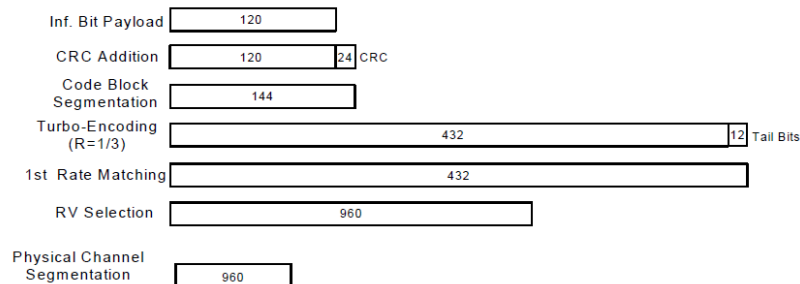 Inf. Bit Payload 120
CRC Addition 120 24 CRC
Code Block
Segmentation 144
Turbo-Encoding
(R=1/3) 432 12 Tail Bits
1st Rate Matching 432
RV Selection 960
Physical Channel
Segmentation 960